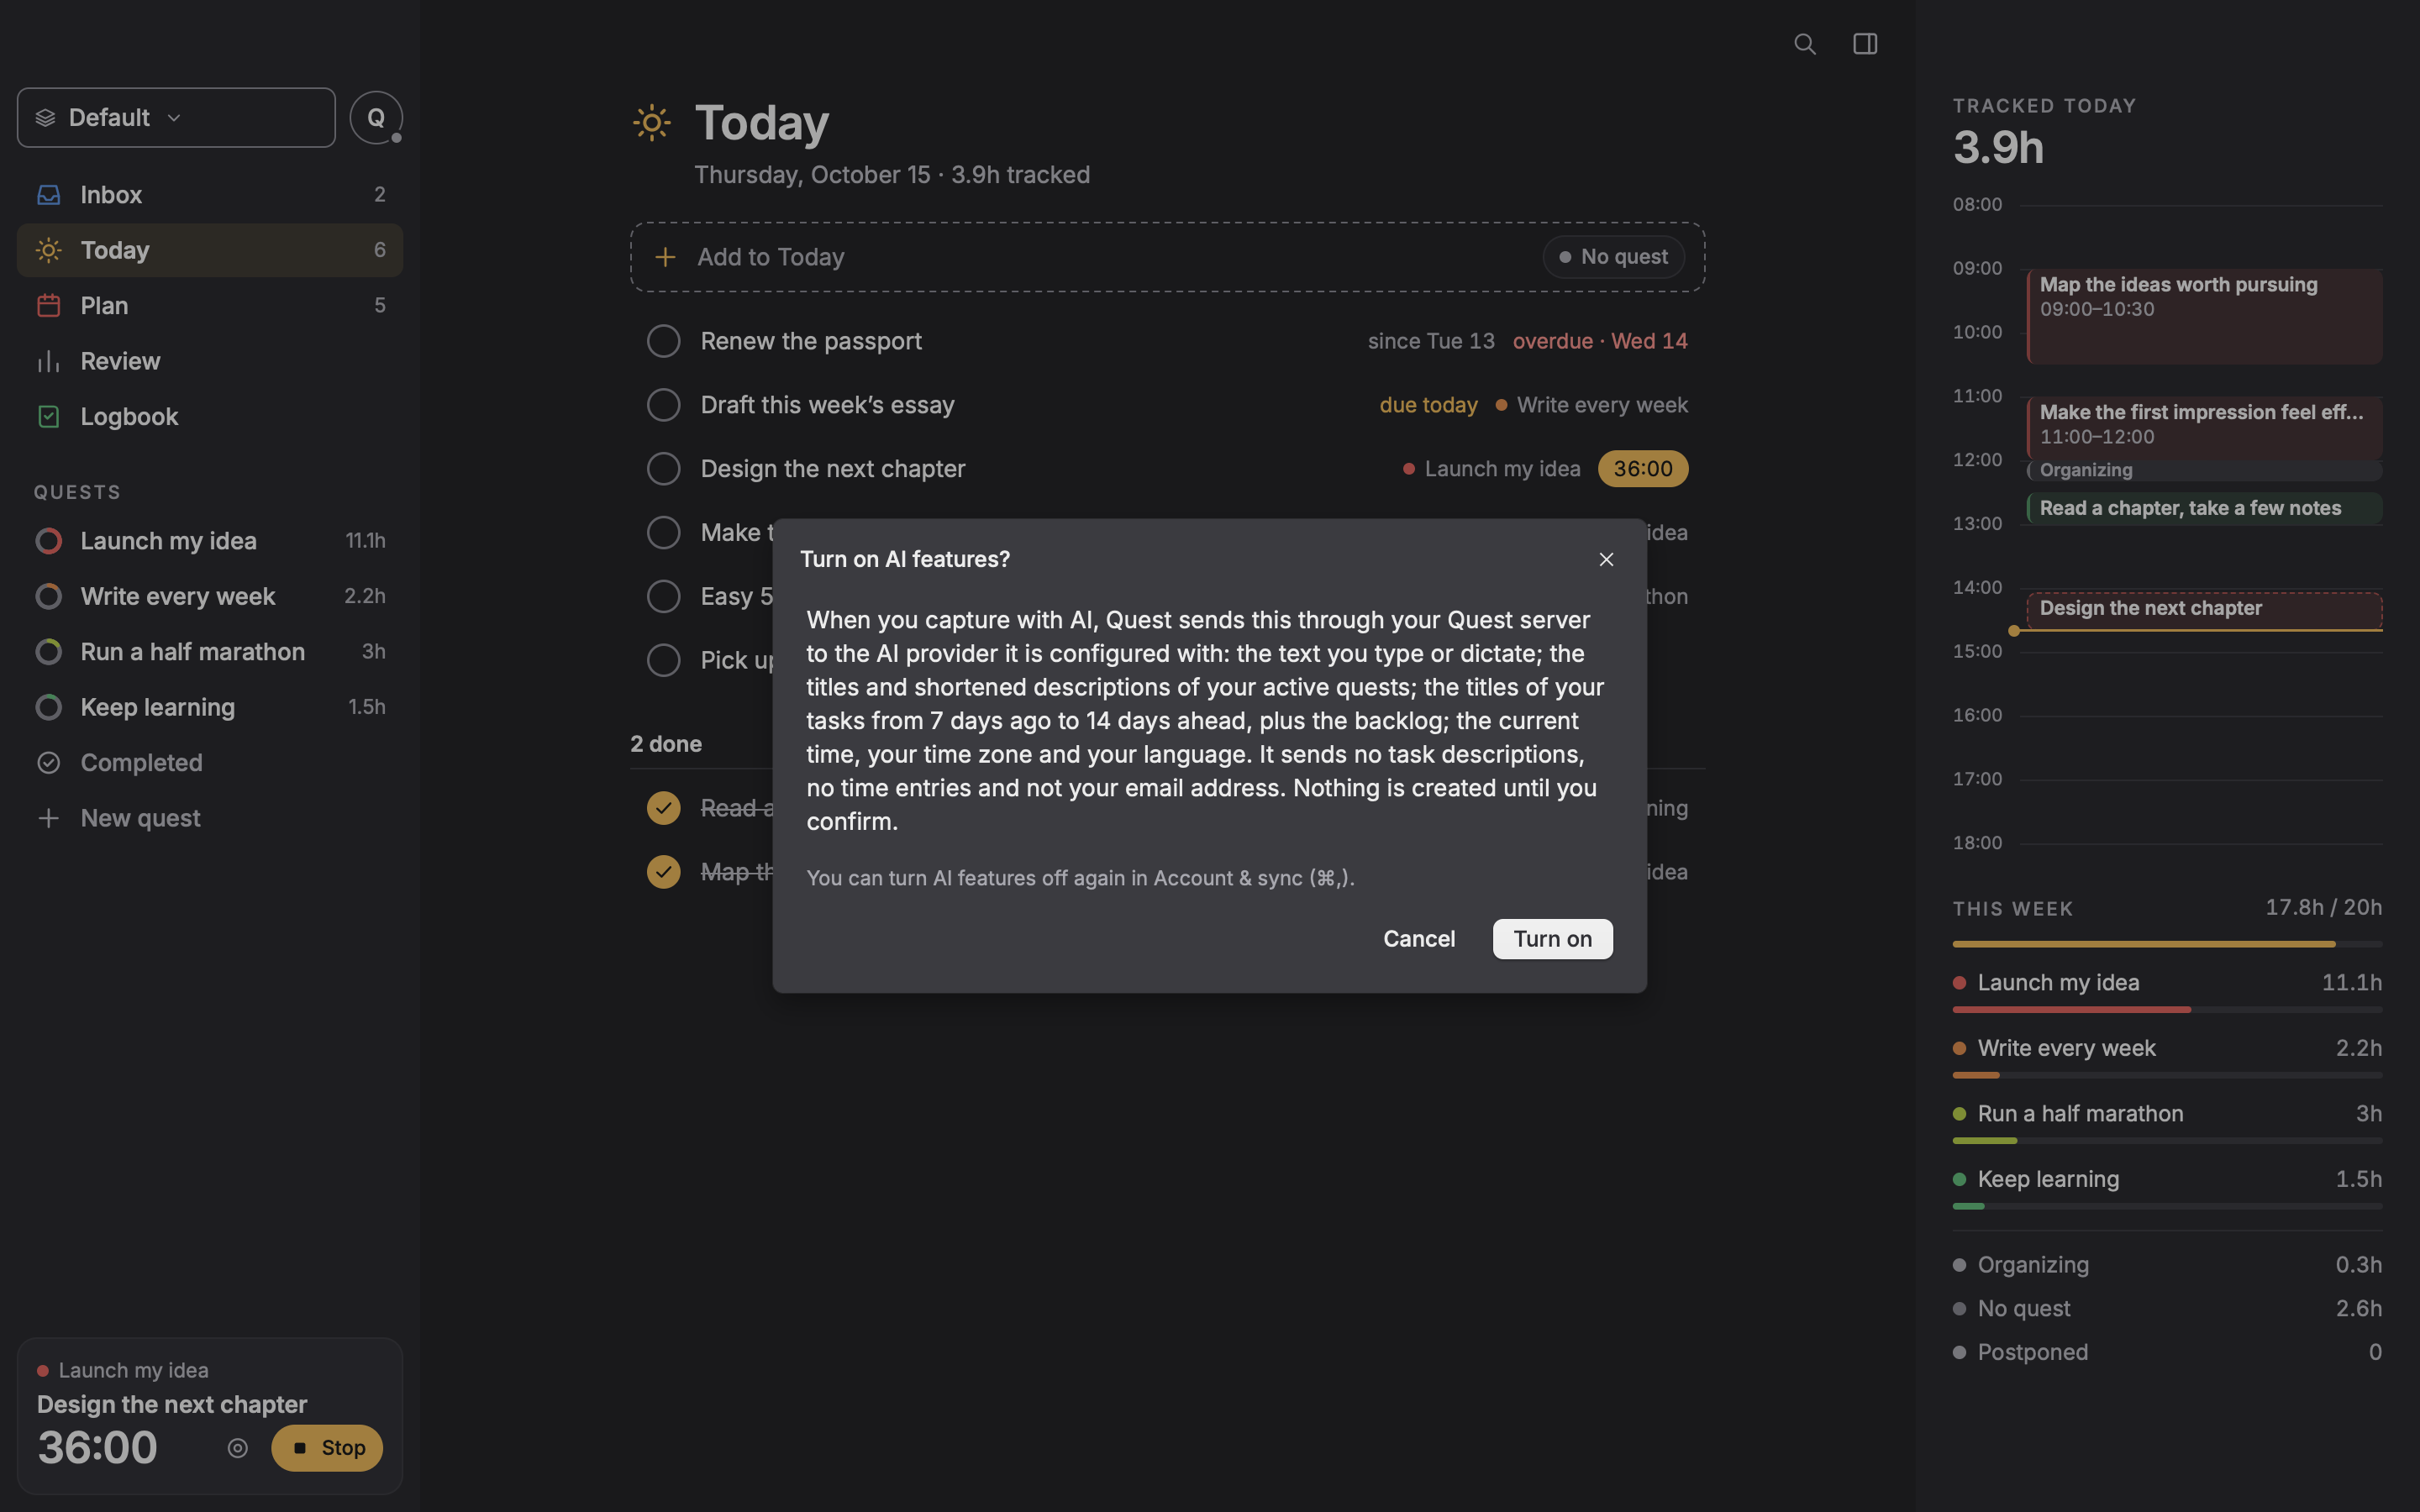 Default
Q
Inbox 2
Today 6
Plan 5
Review
Logbook
QUESTS
Launch my idea 11.1h
Write every week 2.2h
Run a half marathon 3h
Keep learning 1.5h
Completed
New quest
Launch my idea
Design the next chapter
36:00 Stop
Today
Thursday, October 15 · 3.9h tracked
Add to Today No quest
Renew the passport since Tue 13 overdue · Wed 14
Draft this week’s essay due today Write every week
Design the next chapter Launch my idea 36:00
Make t idea
Easy 5 thon
Pick up
2 done
Read a ning
Map th idea
Turn on AI features?
When you capture with AI, Quest sends this through your Quest server
to the AI provider it is configured with: the text you type or dictate; the
titles and shortened descriptions of your active quests; the titles of your
tasks from 7 days ago to 14 days ahead, plus the backlog; the current
time, your time zone and your language. It sends no task descriptions,
no time entries and not your email address. Nothing is created until you
confirm.
You can turn AI features off again in Account & sync (⌘,).
Cancel Turn on
TRACKED TODAY
3.9h
08:00
09:00
Map the ideas worth pursuing
09:00–10:30
10:00
11:00
Make the first impression feel eff...
11:00–12:00
12:00
Organizing
Read a chapter, take a few notes
13:00
14:00
Design the next chapter
15:00
16:00
17:00
18:00
THIS WEEK 17.8h / 20h
Launch my idea 11.1h
Write every week 2.2h
Run a half marathon 3h
Keep learning 1.5h
Organizing 0.3h
No quest 2.6h
Postponed 0